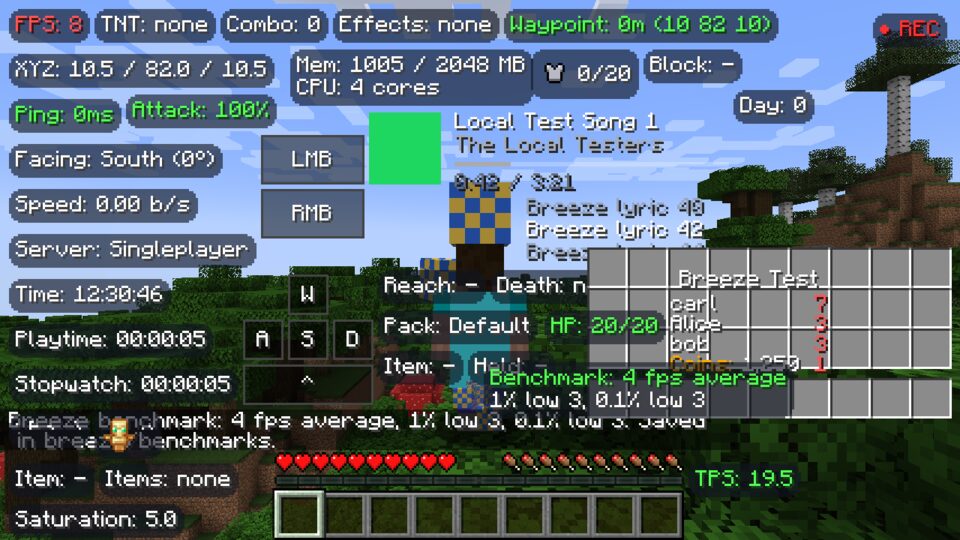 FPS: 8 TNT: none Combo: 0 Effects: none Waypoint: 0m (10 82 10) REC
XYZ: 10.5 / 82.0 / 10.5
Mem: 1005 / 2048 MB
CPU: 4 cores
0/20
Block: -
Day: 0
Ping: 0ms Attack: 100%
Local Test Song 1
The Local Testers
0:42 / 3:21
Facing: South (0°)
LMB
RMB
Speed: 0.00 b/s
Breeze lyric 40
Breeze lyric 42
Breeze
Server: Singleplayer
Time: 12:30:46
W
A S D
^
Reach: - Death: n
Breeze Test
carl 7
Alice 3
bob 3
Coins: 1,250 1
Playtime: 00:00:05
Pack: Default HP: 20/20
Item: - Held: -
Stopwatch: 00:00:05
Benchmark: 4 fps average
1% low 3, 0.1% low 3
Breeze benchmark: 4 fps average, 1% low 3, 0.1% low 3. Saved
in breeze-benchmarks.
Item: - Items: none
TPS: 19.5
Saturation: 5.0